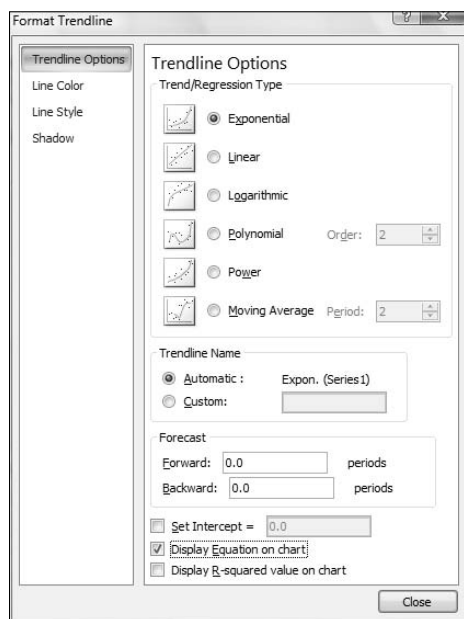 Format Trendline
? X
Trendline Options
Line Color
Line Style
Shadow
Trendline Options
Trend/Regression Type
Exponential
Linear
Logarithmic
Polynomial Order: 2
Power
Moving Average Period: 2
Trendline Name
Automatic : Expon. (Series1)
Custom:
Forecast
Forward: 0.0 periods
Backward: 0.0 periods
Set Intercept = 0.0
Display Equation on chart
Display R-squared value on chart
Close